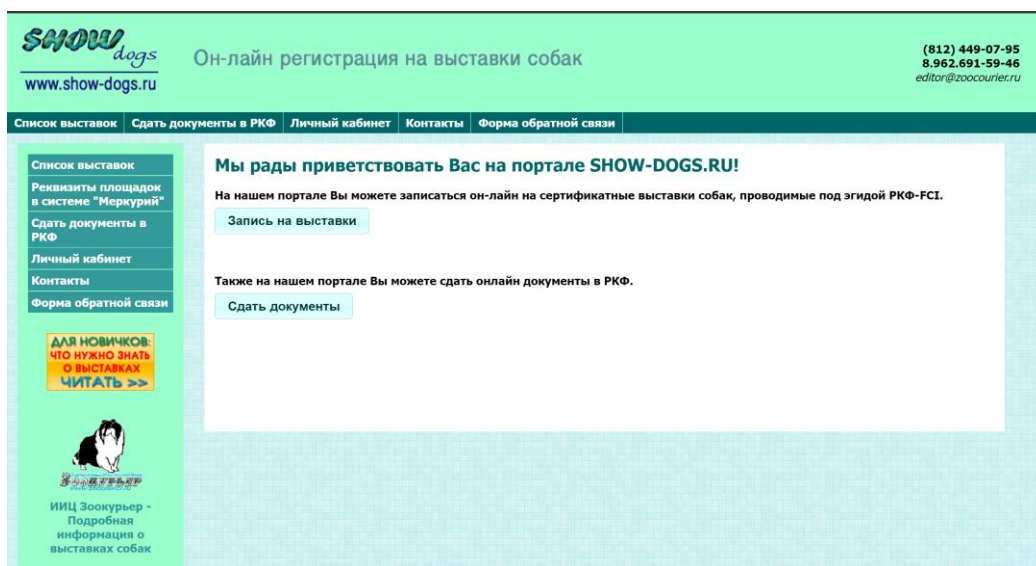 SHOW
dogs
www.show-dogs.ru
Он-лайн регистрация на выставки собак
(812) 449-07-95
8.962.691-59-46
editor@zoocourier.ru
Список выставок Сдать документы в РКФ Личный кабинет Контакты Форма обратной связи
Список выставок
Реквизиты площадок
в системе "Меркурий"
Сдать документы в
РКФ
Личный кабинет
Контакты
Форма обратной связи
ДЛЯ НОВИЧКОВ:
ЧТО НУЖНО ЗНАТЬ
О ВЫСТАВКАХ
ЧИТАТЬ >>
Зоокурьер
ИИЦ Зоокурьер -
Подробная
информация о
выставках собак
Мы рады приветствовать Вас на портале SHOW-DOGS.RU!
На нашем портале Вы можете записаться он-лайн на сертификатные выставки собак, проводимые под эгидой РКФ-FCI.
Запись на выставки
Также на нашем портале Вы можете сдать онлайн документы в РКФ.
Сдать документы